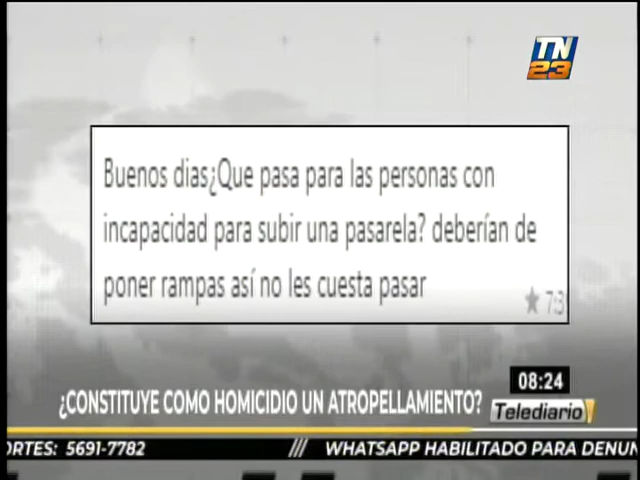 TN
23
Buenos dias¿Que pasa para las personas con
incapacidad para subir una pasarela? deberían de
poner rampas así no les cuesta pasar
★ 7:3
08:24
¿CONSTITUYE COMO HOMICIDIO UN ATROPELLAMIENTO?
Telediario
ORTES: 5691-7782 /// WHATSAPP HABILITADO PARA DENUN